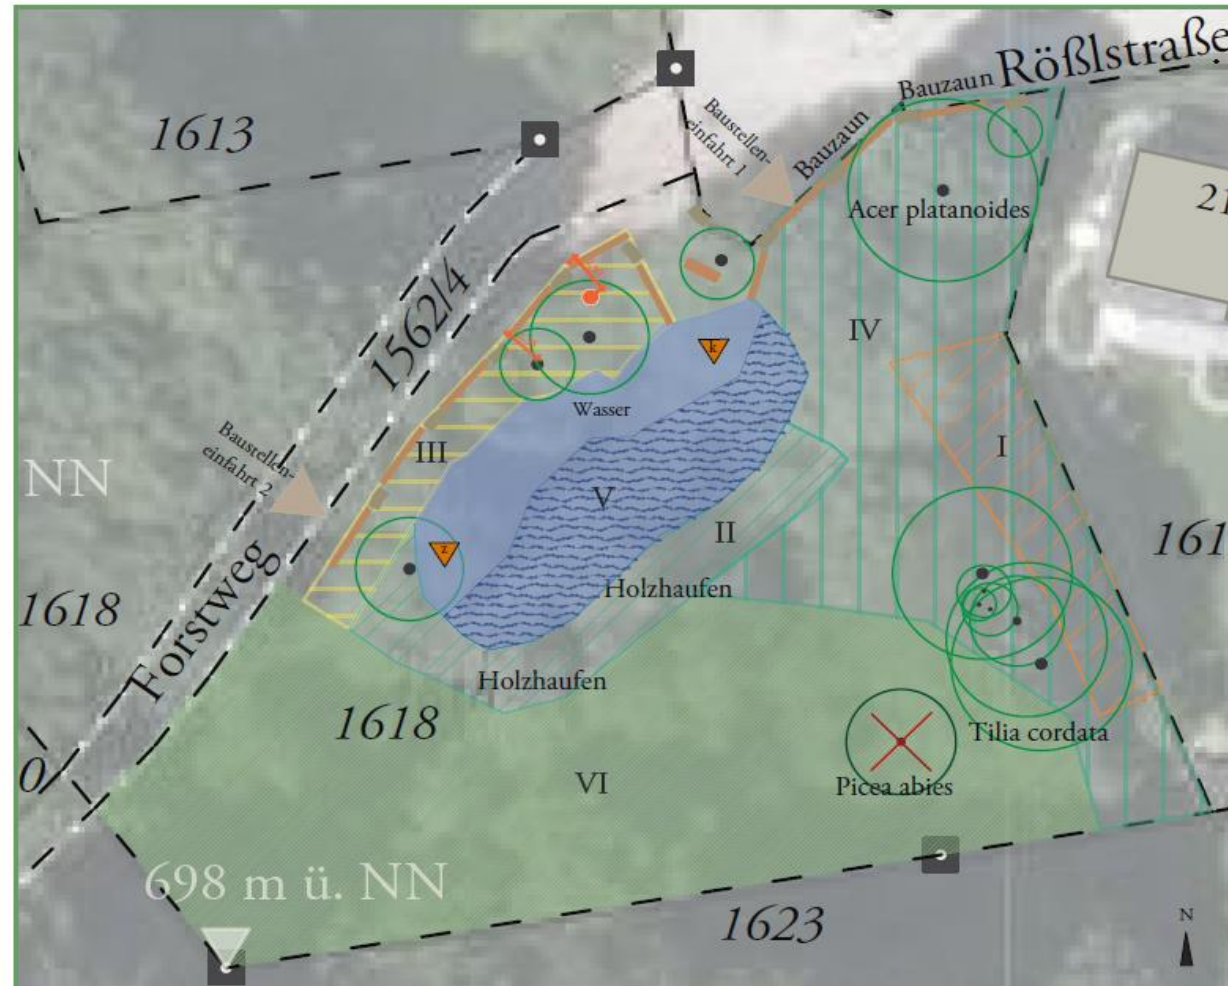 Rößlstraße
Bauzaun
Bauzaun
Baustellen-
einfahrt 1
1613
21
Acer platanoides
1562/4
IV
k
Wasser
III
I
Baustellen-
einfahrt 2
NN
V
II
161
z
Holzhaufen
1618
Forstweg
Holzhaufen
1618
Tilia cordata
0
VI
Picea abies
698 m ü. NN
1623
N